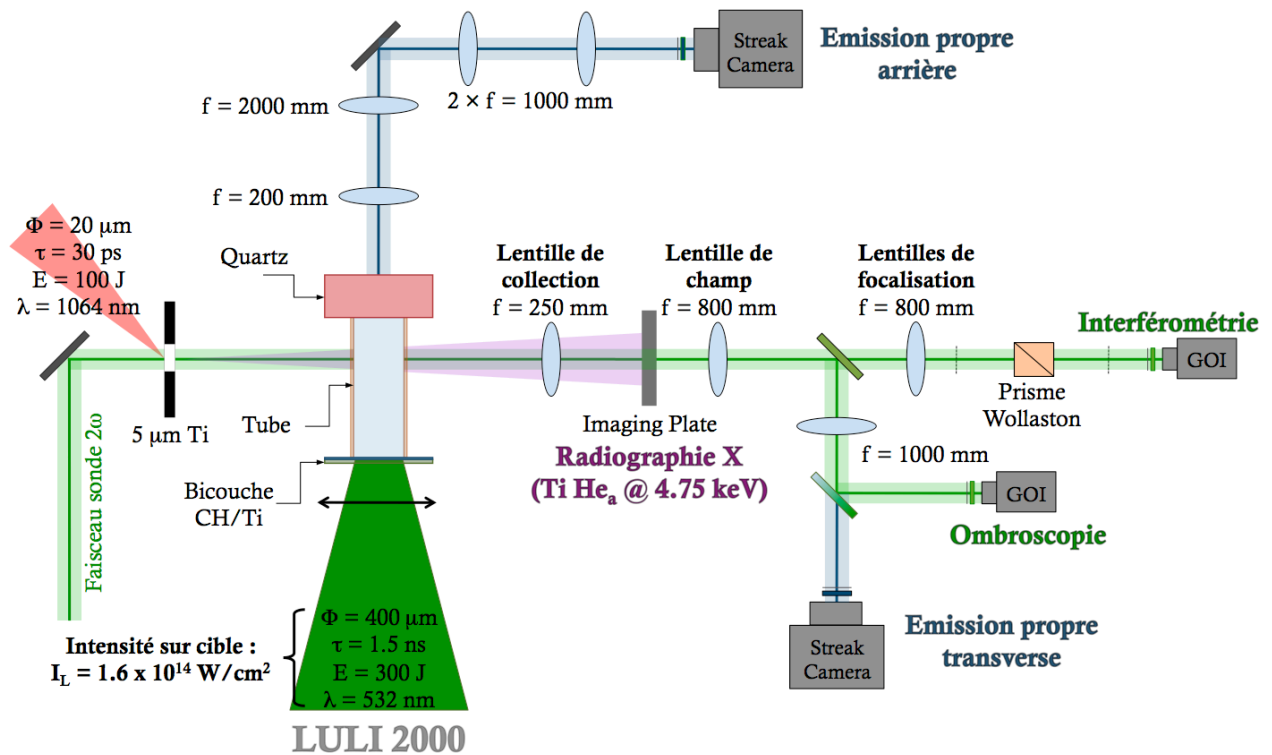 Streak
Camera
Emission propre
arrière
f = 2000 mm
2 × f = 1000 mm
f = 200 mm
Φ = 20 µm
τ = 30 ps
E = 100 J
λ = 1064 nm
Quartz
Lentille de
collection
f = 250 mm
Lentille de
champ
f = 800 mm
Lentilles de
focalisation
f = 800 mm
Interférométrie
GOI
Prisme
Wollaston
5 µm Ti
Tube
Imaging Plate
Radiographie X
(Ti Heₐ @ 4.75 keV)
f = 1000 mm
Bicouche
CH/Ti
GOI
Ombroscopie
Faisceau sonde 2ω
Φ = 400 µm
τ = 1.5 ns
E = 300 J
λ = 532 nm
Intensité sur cible :
I_L = 1.6 x 10¹⁴ W/cm²
Streak
Camera
Emission propre
transverse
LULI 2000